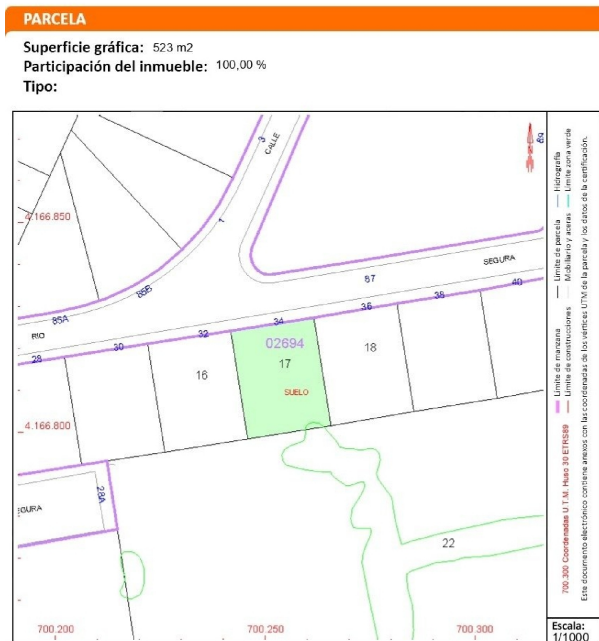 PARCELA
Superficie gráfica: 523 m2
Participación del inmueble: 100,00 %
Tipo:
3
CALLE
69
4.166.850
1
SEGURA
87
85B
40
38
85A
36
34
RIO
32
30
28
02694
18
17
16
SUELO
4.166.800
28A
EGURA
22
700.200
700.250
700.300
700.300 Coordenadas U.T.M. Huso 30 ETRS89
Límite de manzana
Límite de parcela
Hidrografía
Límite de construcciones
Mobiliario y aceras
Límite zona verde
Este documento electrónico contiene anexos con las coordenadas de los vértices UTM de la parcela y los datos de la certificación.
Escala:
1/1000